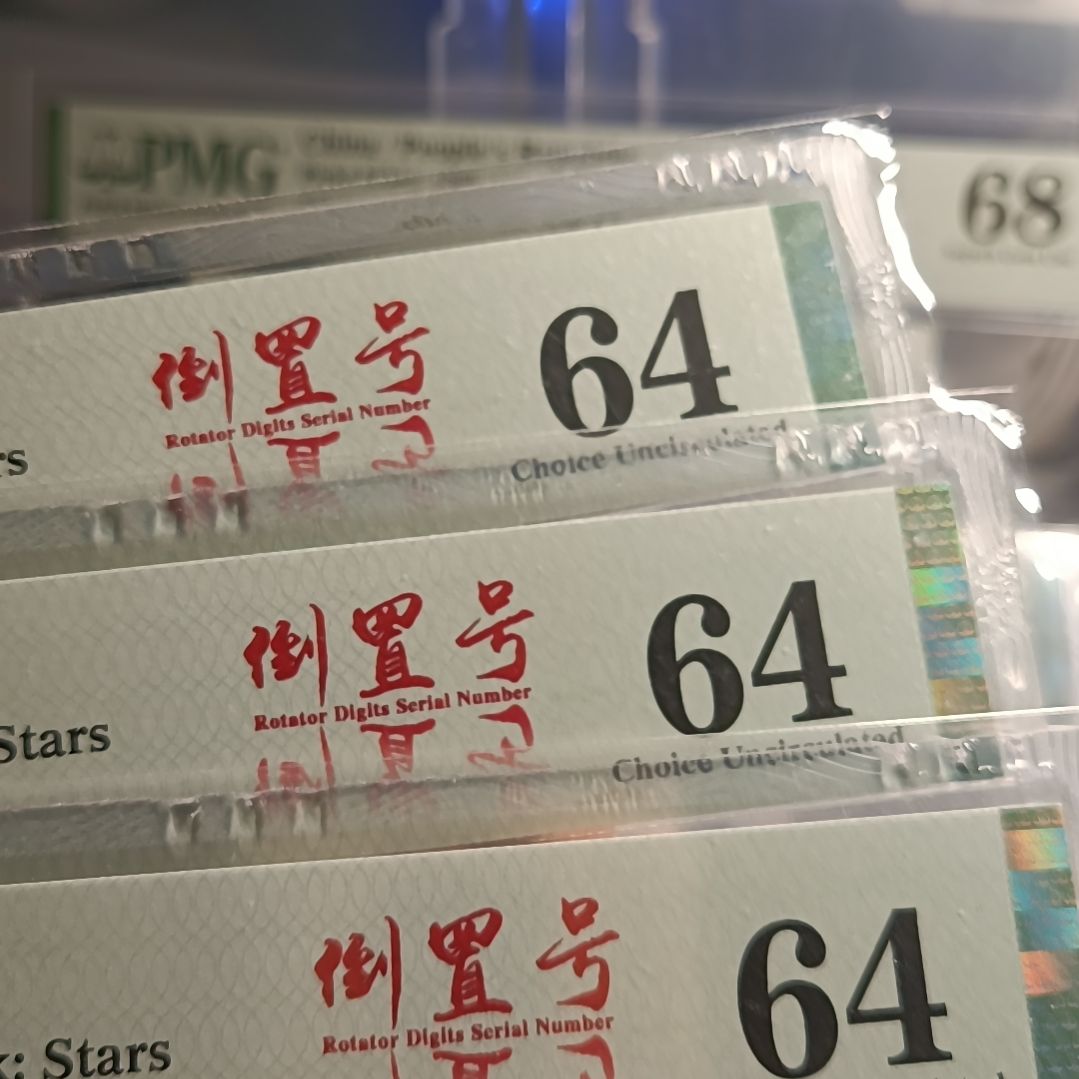 PMG
68
倒置号
64
Rotator Digits Serial Number
rs
Choice Uncirculated
倒置号
64
Rotator Digits Serial Number
Stars
Choice Uncirculated
倒置号
64
Rotator Digits Serial Number
k: Stars